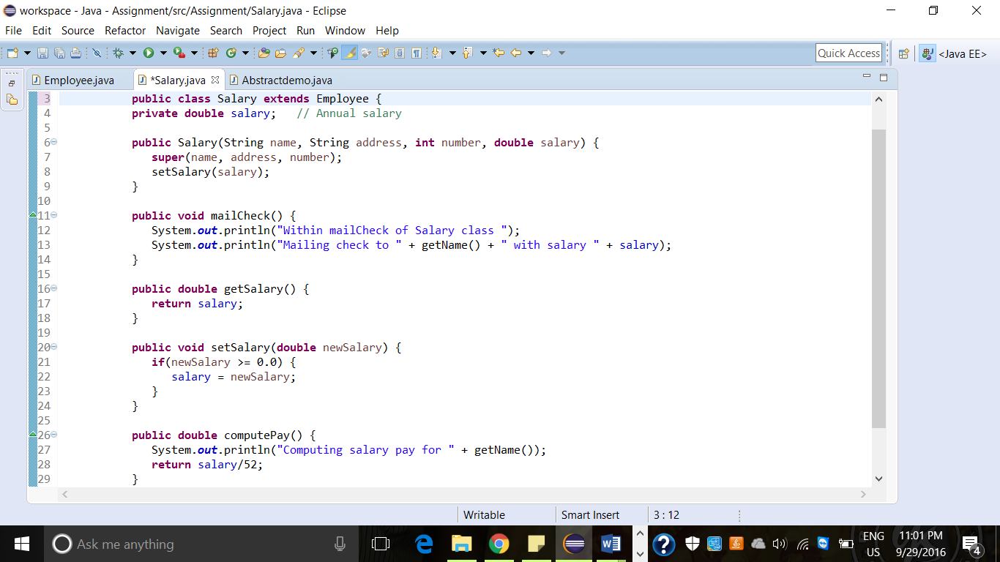 workspace - Java - Assignment/src/Assignment/Salary.java - Eclipse
File Edit Source Refactor Navigate Search Project Run Window Help
Quick Access <Java EE>
Employee.java *Salary.java Abstractdemo.java
3 public class Salary extends Employee {
4 private double salary; // Annual salary
5
6 public Salary(String name, String address, int number, double salary) {
7 super(name, address, number);
8 setSalary(salary);
9 }
10
11 public void mailCheck() {
12 System.out.println("Within mailCheck of Salary class ");
13 System.out.println("Mailing check to " + getName() + " with salary " + salary);
14 }
15
16 public double getSalary() {
17 return salary;
18 }
19
20 public void setSalary(double newSalary) {
21 if(newSalary >= 0.0) {
22 salary = newSalary;
23 }
24 }
25
26 public double computePay() {
27 System.out.println("Computing salary pay for " + getName());
28 return salary/52;
29 }
Writable Smart Insert 3 : 12
Ask me anything
ENG 11:01 PM
US 9/29/2016 4